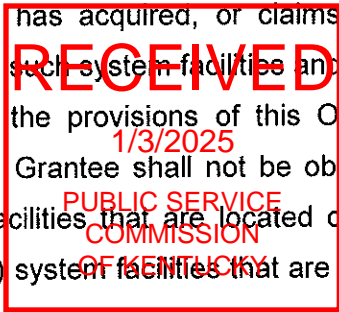 has acquired, or claims
RECEIVED
such system facilities and
the provisions of this O
1/3/2025
Grantee shall not be ob
PUBLIC SERVICE
cilities that are located o
COMMISSION
) system facilities that are
OF KENTUCKY